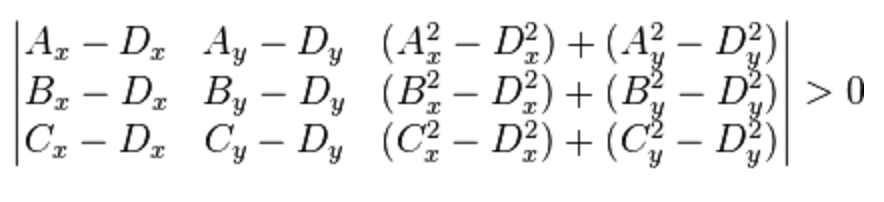 | A_x − D_x   A_y − D_y   (A_x^2 − D_x^2) + (A_y^2 − D_y^2) |
| B_x − D_x   B_y − D_y   (B_x^2 − D_x^2) + (B_y^2 − D_y^2) | > 0
| C_x − D_x   C_y − D_y   (C_x^2 − D_x^2) + (C_y^2 − D_y^2) |